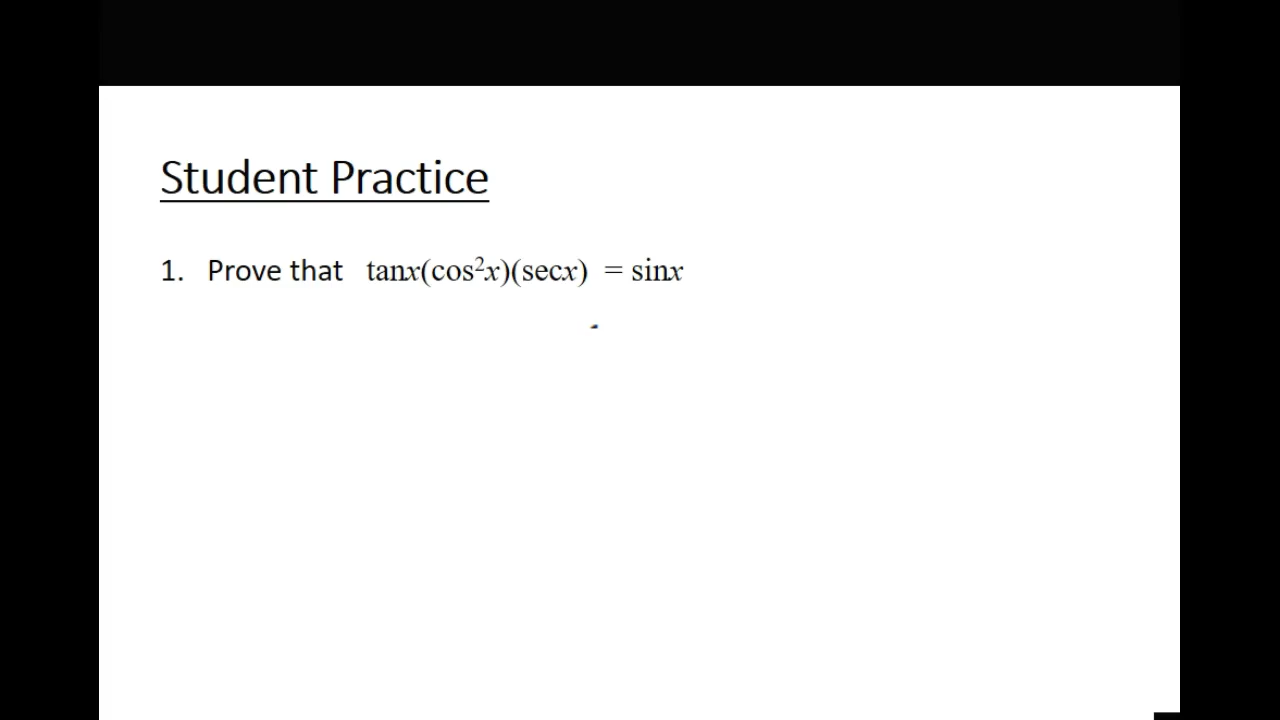 Student Practice
1. Prove that tanx(cos²x)(secx) = sinx